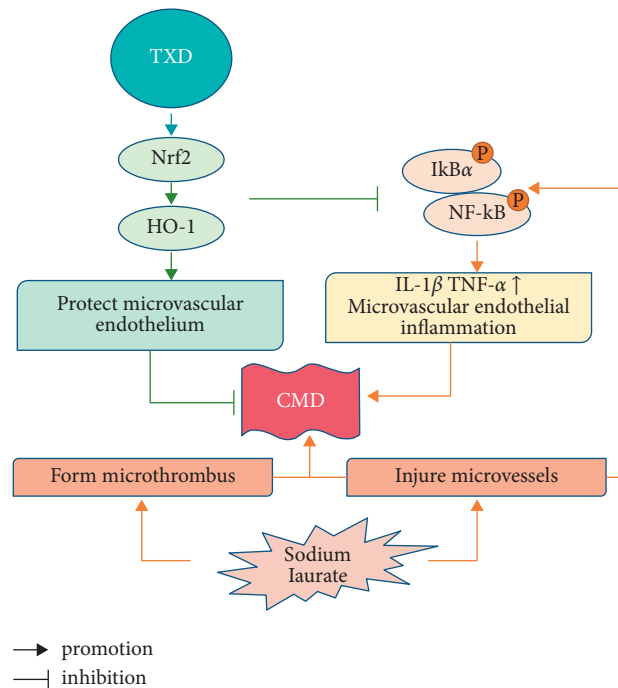 TXD
Nrf2
HO-1
Protect microvascular
endothelium
P
IkBα
P
NF-kB
IL-1β TNF-α ↑
Microvascular endothelial
inflammation
CMD
Form microthrombus
Injure microvessels
Sodium
Iaurate
promotion
inhibition